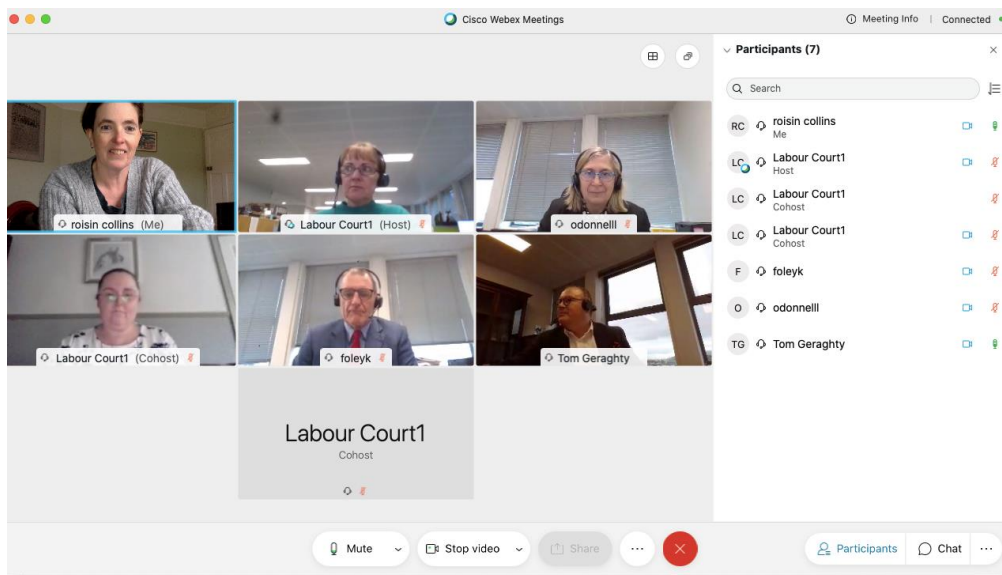 Cisco Webex Meetings
Meeting Info | Connected
Participants (7)
Search
RC roisin collins
Me
LC Labour Court1
Host
LC Labour Court1
Cohost
LC Labour Court1
Cohost
F foleyk
O odonnelll
TG Tom Geraghty
roisin collins (Me)
Labour Court1 (Host)
odonnelll
Labour Court1 (Cohost)
foleyk
Tom Geraghty
Labour Court1
Cohost
Mute
Stop video
Share
Participants
Chat